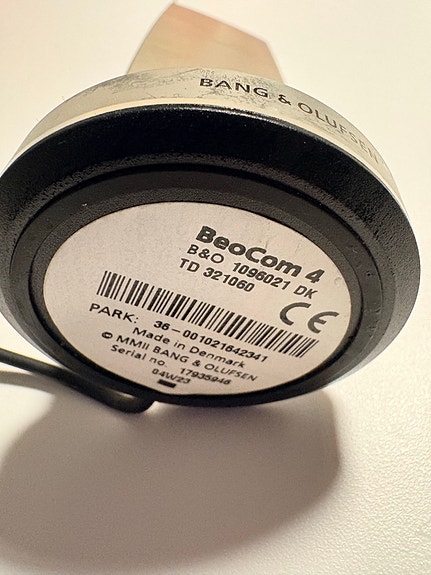 BANG & OLUFSEN
BeoCom 4
B&O 1096021 DK
TD 321060
CE
PARK: 36-001021642341
Made in Denmark
© MMII BANG & OLUFSEN
Serial no. 17935946
04W23